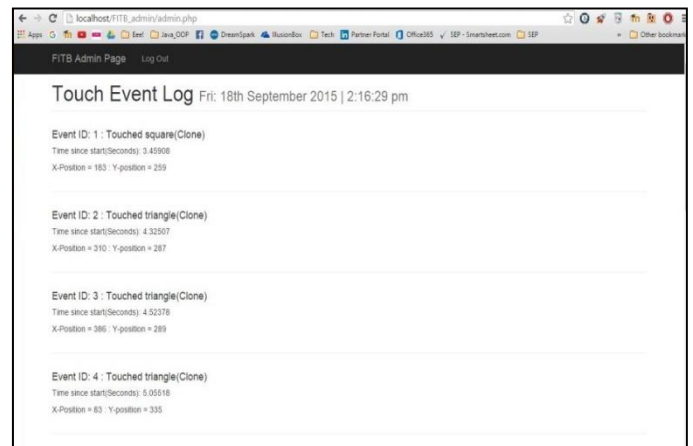 localhost/FITB_admin/admin.php
Apps Eee! Java_OOP DreamSpark IllusionBox Tech Partner Portal Office365 SEP - Smartsheet.com SEP » Other bookmark
FITB Admin Page Log Out
Touch Event Log Fri: 18th September 2015 | 2:16:29 pm
Event ID: 1 : Touched square(Clone)
Time since start(Seconds): 3.45908
X-Position = 183 : Y-position = 259
Event ID: 2 : Touched triangle(Clone)
Time since start(Seconds): 4.32507
X-Position = 310 : Y-position = 287
Event ID: 3 : Touched triangle(Clone)
Time since start(Seconds): 4.52378
X-Position = 386 : Y-position = 289
Event ID: 4 : Touched triangle(Clone)
Time since start(Seconds): 5.05518
X-Position = 83 : Y-position = 335